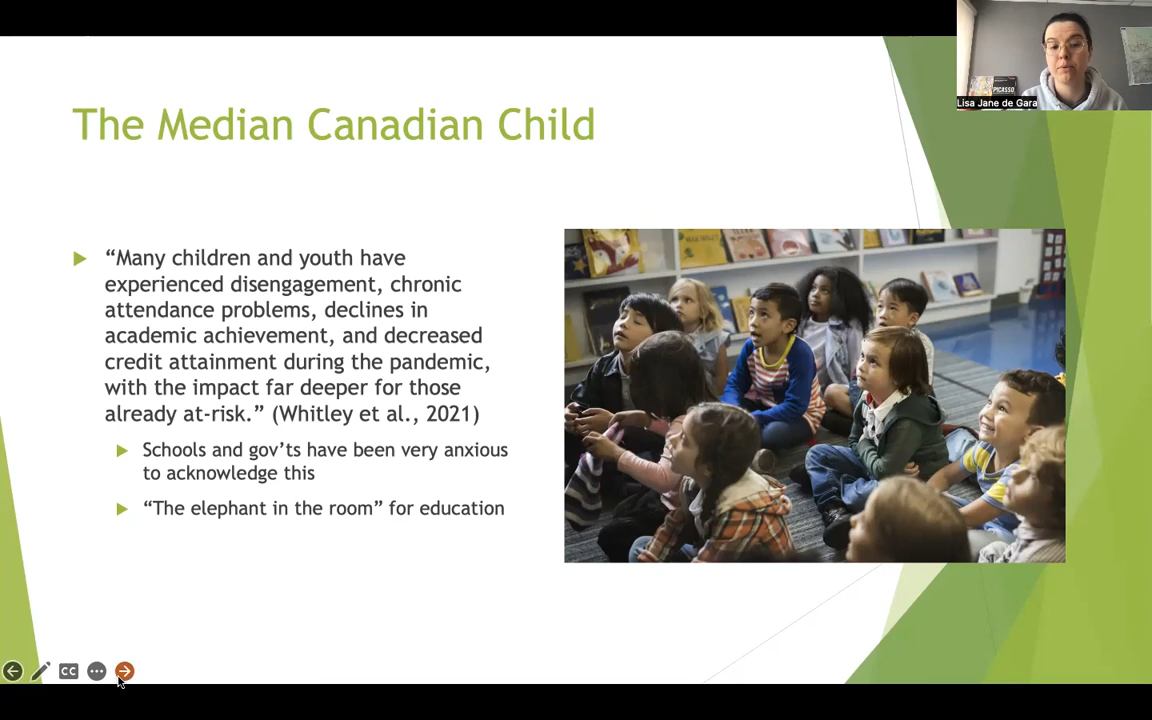 The Median Canadian Child
“Many children and youth have
experienced disengagement, chronic
attendance problems, declines in
academic achievement, and decreased
credit attainment during the pandemic,
with the impact far deeper for those
already at-risk.” (Whitley et al., 2021)
Schools and gov’ts have been very anxious
to acknowledge this
“The elephant in the room” for education
PICASSO
Lisa Jane de Gara
CC